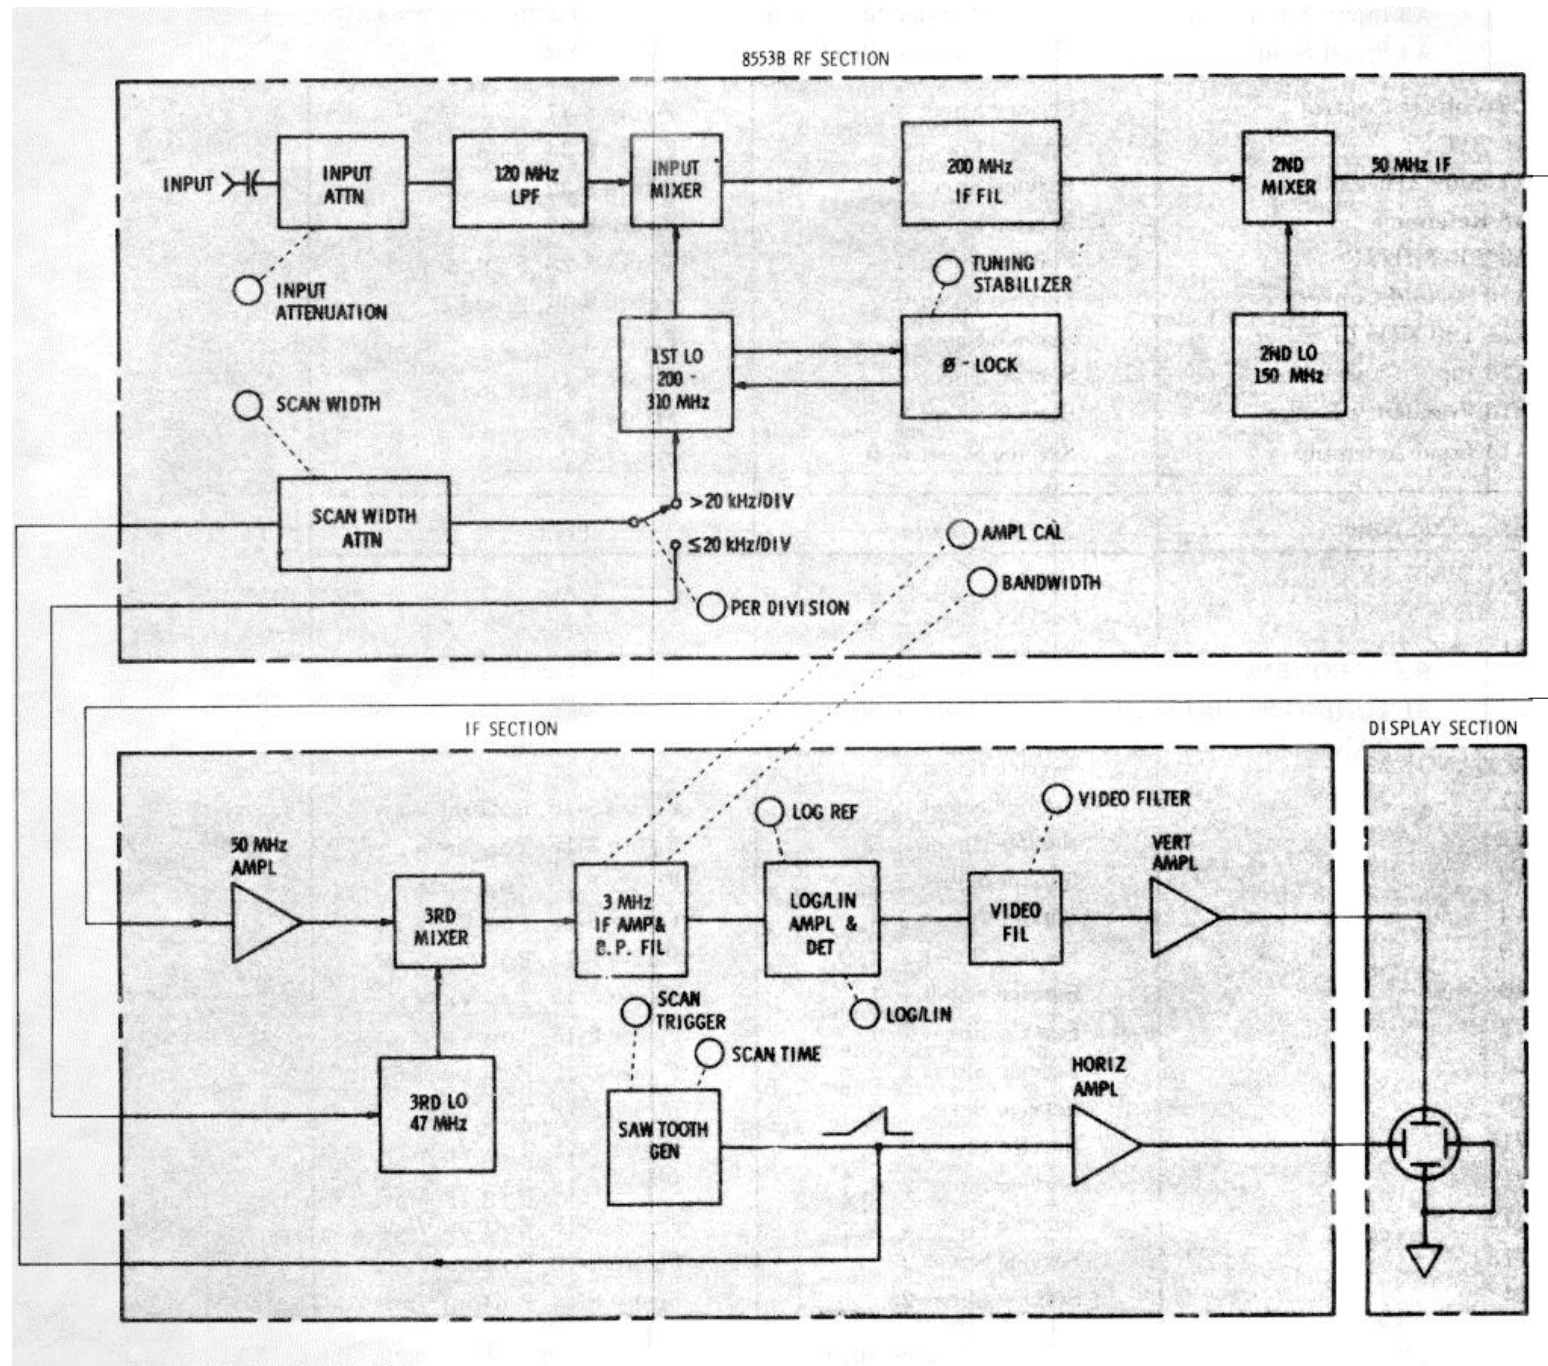 8553B RF SECTION
INPUT
INPUT
ATTN
120 MHz
LPF
INPUT
MIXER
200 MHz
IF FIL
2ND
MIXER
50 MHz IF
INPUT
ATTENUATION
TUNING
STABILIZER
1ST LO
200 -
310 MHz
Ø - LOCK
2ND LO
150 MHz
SCAN WIDTH
SCAN WIDTH
ATTN
>20 kHz/DIV
≤20 kHz/DIV
PER DIVISION
AMPL CAL
BANDWIDTH
IF SECTION
DISPLAY SECTION
50 MHz
AMPL
3RD
MIXER
3 MHz
IF AMP&
B.P. FIL
LOG REF
LOG/LIN
AMPL &
DET
VIDEO FILTER
VIDEO
FIL
VERT
AMPL
SCAN
TRIGGER
LOG/LIN
SCAN TIME
3RD LO
47 MHz
SAW TOOTH
GEN
HORIZ
AMPL